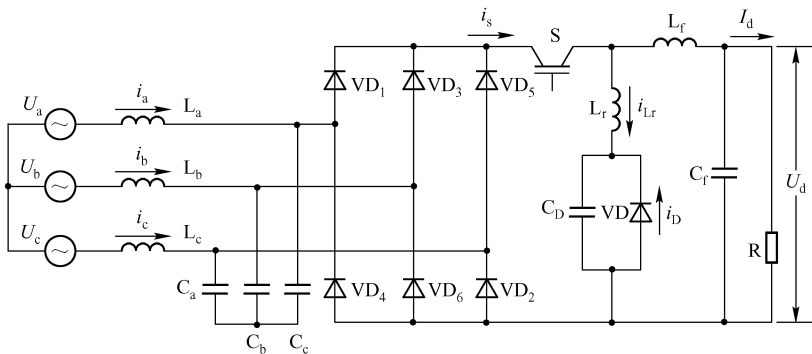 i_s S L_f I_d
VD_1 VD_3 VD_5
U_a i_a L_a
L_r i_Lr
U_b i_b L_b
C_D VD i_D C_f U_d
U_c i_c L_c
R
C_a C_b C_c VD_4 VD_6 VD_2